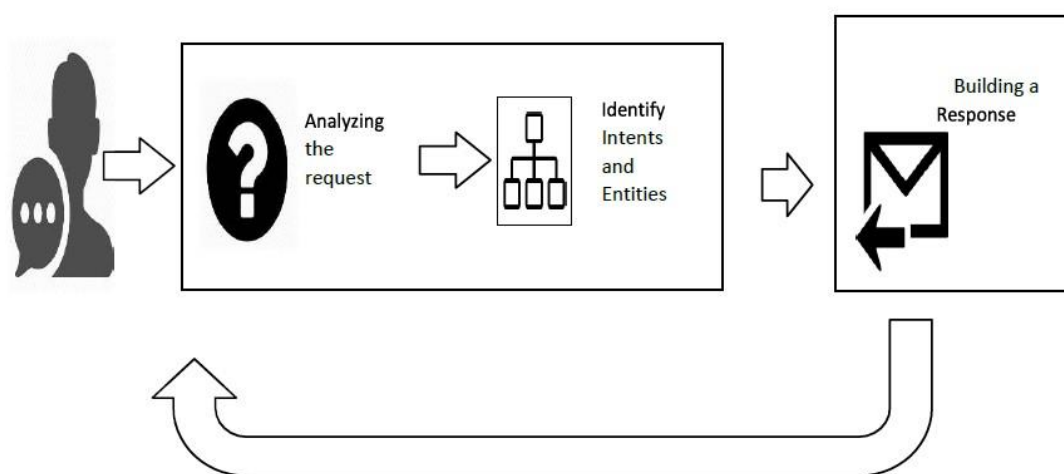 Analyzing
the
request
Identify
Intents
and
Entities
Building a
Response